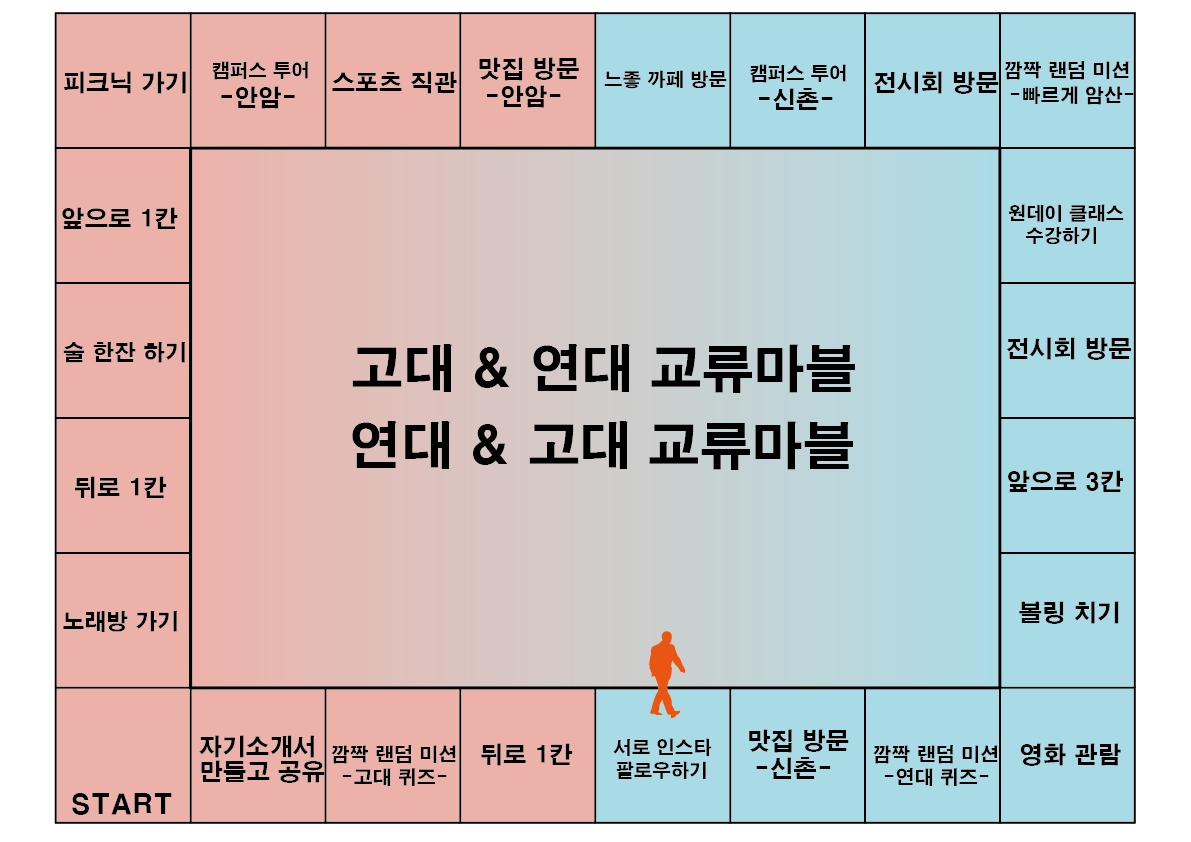 피크닉 가기
캠퍼스 투어
-안암-
스포츠 직관
맛집 방문
-안암-
느좋 까페 방문
캠퍼스 투어
-신촌-
전시회 방문
깜짝 랜덤 미션
-빠르게 암산-
앞으로 1칸
원데이 클래스
수강하기
술 한잔 하기
전시회 방문
고대 & 연대 교류마블
연대 & 고대 교류마블
뒤로 1칸
앞으로 3칸
노래방 가기
볼링 치기
START
자기소개서
만들고 공유
깜짝 랜덤 미션
-고대 퀴즈-
뒤로 1칸
서로 인스타
팔로우하기
맛집 방문
-신촌-
깜짝 랜덤 미션
-연대 퀴즈-
영화 관람